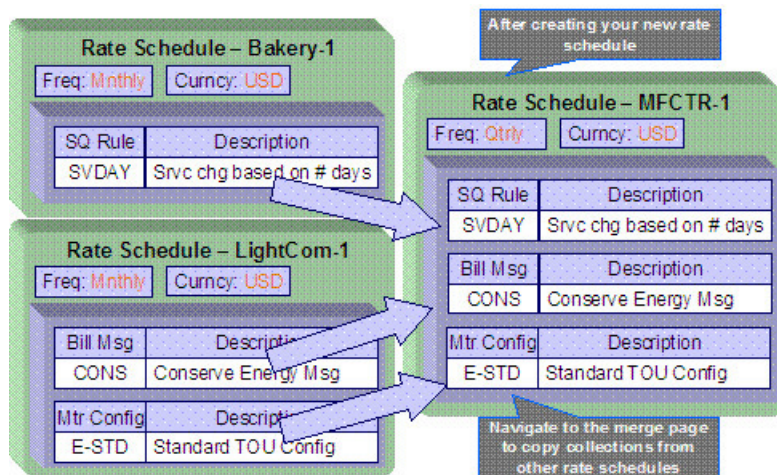 Rate Schedule – Bakery-1
Freq: Mnthly
Curncy: USD
SQ Rule
Description
SVDAY
Srvc chg based on # days
Rate Schedule – LightCom-1
Freq: Mnthly
Curncy: USD
Bill Msg
Description
CONS
Conserve Energy Msg
Mtr Config
Description
E-STD
Standard TOU Config
After creating your new rate
schedule
Rate Schedule – MFCTR-1
Freq: Qtrly
Curncy: USD
SQ Rule
Description
SVDAY
Srvc chg based on # days
Bill Msg
Description
CONS
Conserve Energy Msg
Mtr Config
Description
E-STD
Standard TOU Config
Navigate to the merge page
to copy collections from
other rate schedules